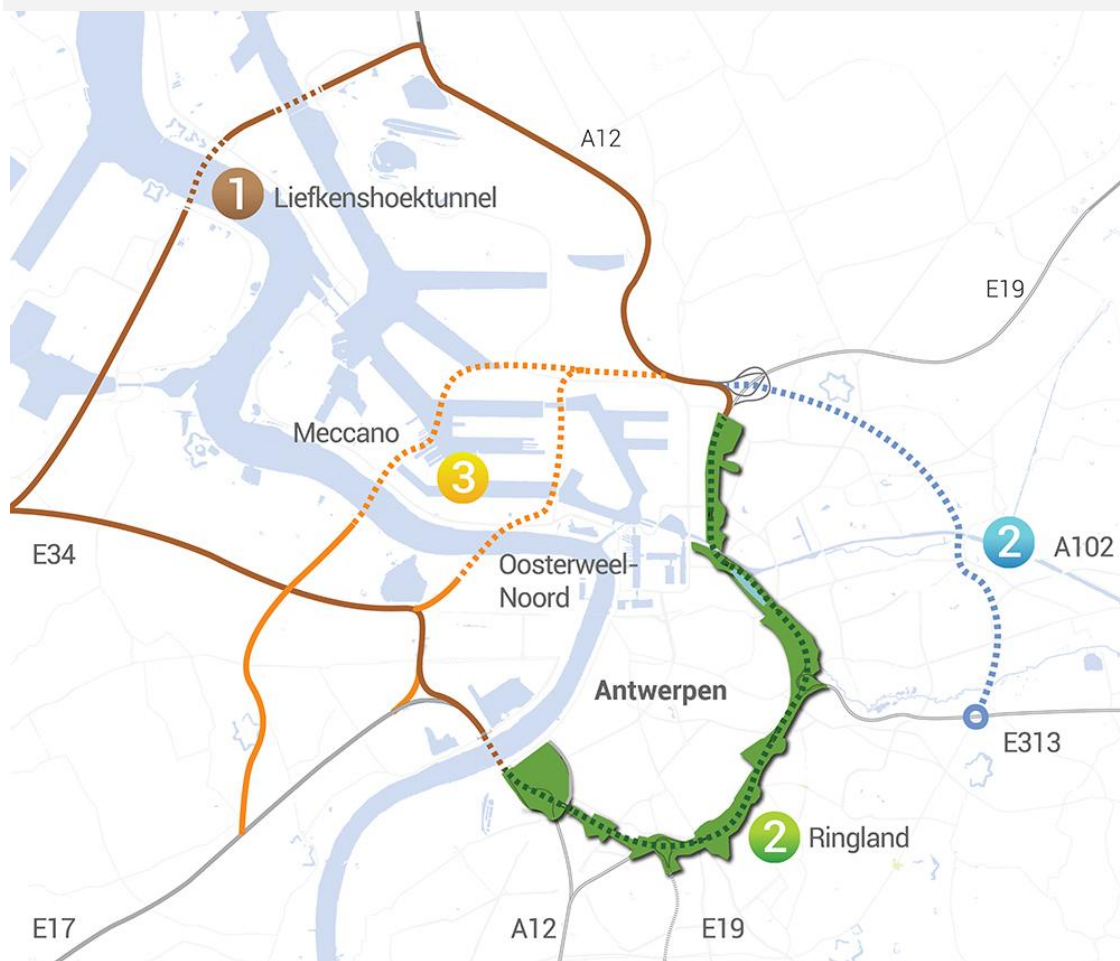 A12
1
Liefkenshoektunnel
E19
Meccano
3
E34
Oosterweel-
Noord
2
A102
Antwerpen
E313
2
Ringland
E17
A12
E19